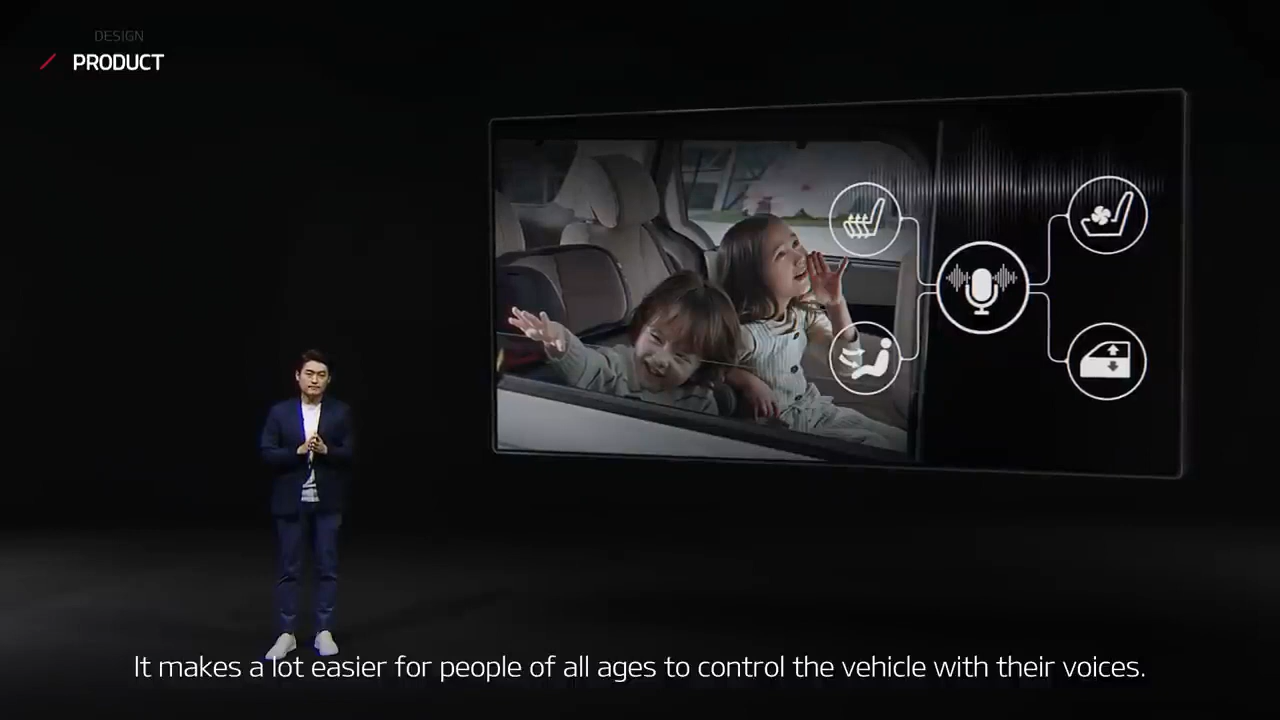 DESIGN
PRODUCT
It makes a lot easier for people of all ages to control the vehicle with their voices.